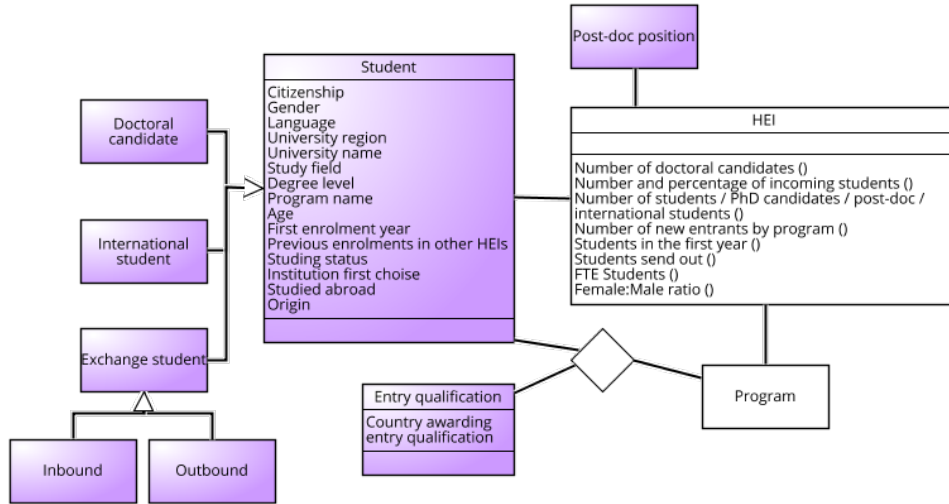 Post-doc position
Student
Citizenship
Gender
Language
University region
University name
Study field
Degree level
Program name
Age
First enrolment year
Previous enrolments in other HEIs
Studing status
Institution first choise
Studied abroad
Origin
HEI
Number of doctoral candidates ()
Number and percentage of incoming students ()
Number of students / PhD candidates / post-doc /
international students ()
Number of new entrants by program ()
Students in the first year ()
Students send out ()
FTE Students ()
Female:Male ratio ()
Doctoral
candidate
International
student
Exchange student
Inbound
Outbound
Entry qualification
Country awarding
entry qualification
Program